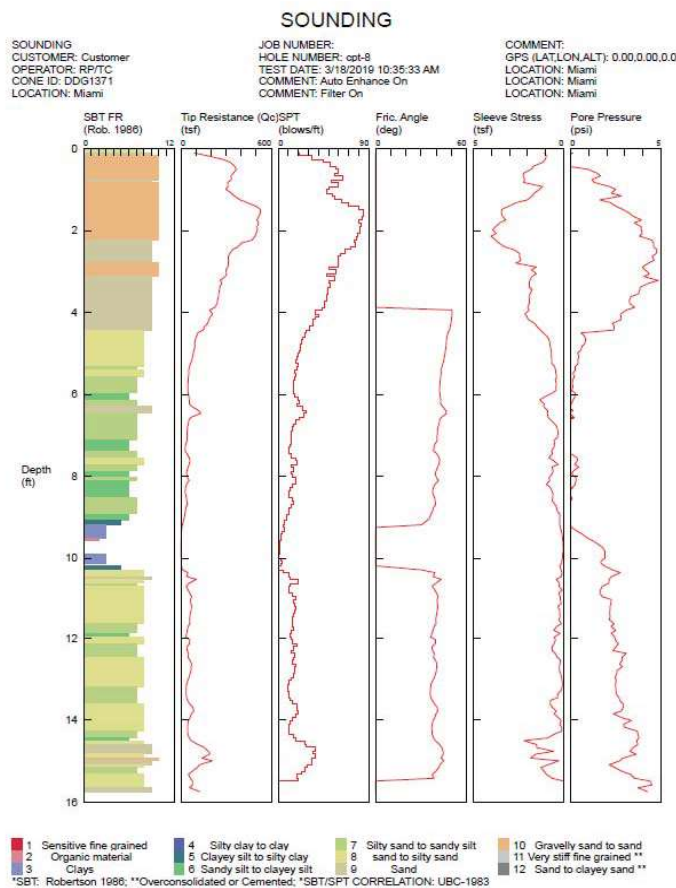 SOUNDING
SOUNDING
CUSTOMER: Customer
OPERATOR: RP/TC
CONE ID: DDG1371
LOCATION: Miami
JOB NUMBER:
HOLE NUMBER: cpt-8
TEST DATE: 3/18/2019 10:35:33 AM
COMMENT: Auto Enhance On
COMMENT: Filter On
COMMENT:
GPS (LAT,LON,ALT): 0.00,0.00,0.0
LOCATION: Miami
LOCATION: Miami
LOCATION: Miami
SBT FR
(Rob. 1986)
0 12
Tip Resistance (Qc)
(tsf)
0 600
SPT
(blows/ft)
0 90
Fric. Angle
(deg)
0 60
Sleeve Stress
(tsf)
5 0
Pore Pressure
(psi)
0 5
0
2
4
6
Depth
(ft)
8
10
12
14
16
1 Sensitive fine grained
2 Organic material
3 Clays
4 Silty clay to clay
5 Clayey silt to silty clay
6 Sandy silt to clayey silt
7 Silty sand to sandy silt
8 sand to silty sand
9 Sand
10 Gravelly sand to sand
11 Very stiff fine grained **
12 Sand to clayey sand **
*SBT: Robertson 1986; **Overconsolidated or Cemented; *SBT/SPT CORRELATION: UBC-1983